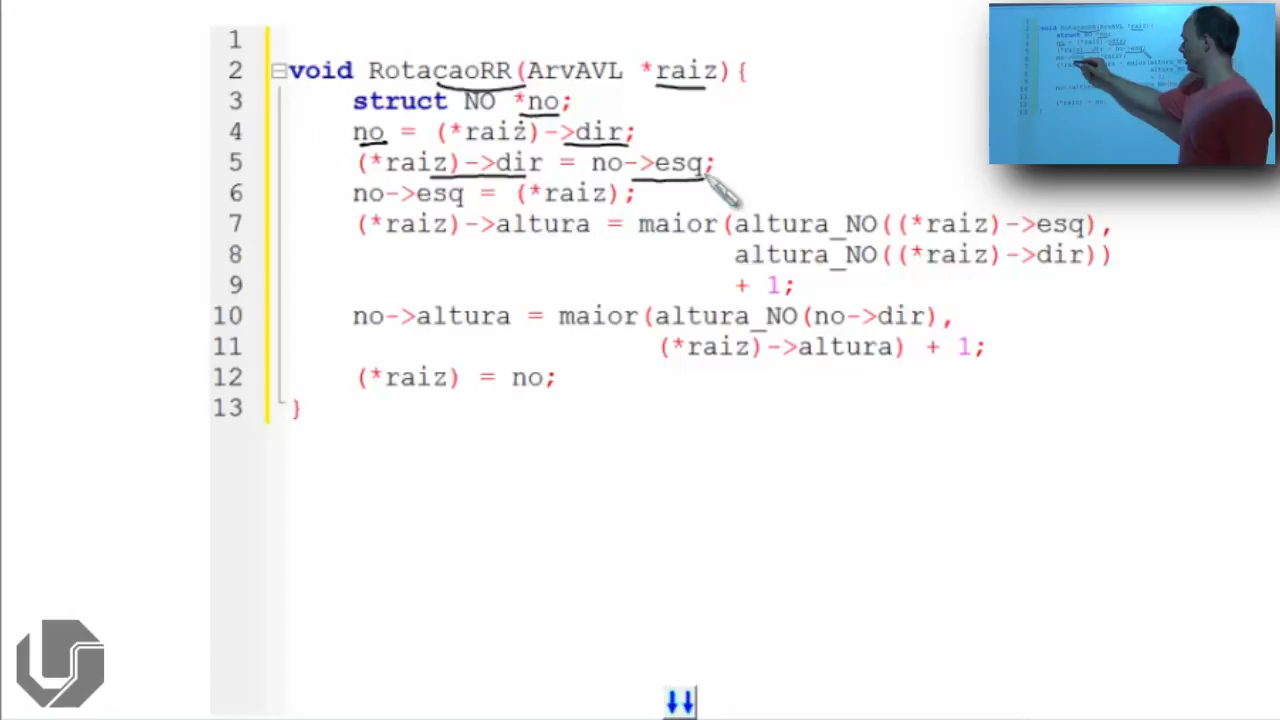 1
2 void RotacaoRR(ArvAVL *raiz){
3 struct NO *no;
4 no = (*raiz)->dir;
5 (*raiz)->dir = no->esq;
6 no->esq = (*raiz);
7 (*raiz)->altura = maior(altura_NO((*raiz)->esq),
8 altura_NO((*raiz)->dir))
9 + 1;
10 no->altura = maior(altura_NO(no->dir),
11 (*raiz)->altura) + 1;
12 (*raiz) = no;
13 }